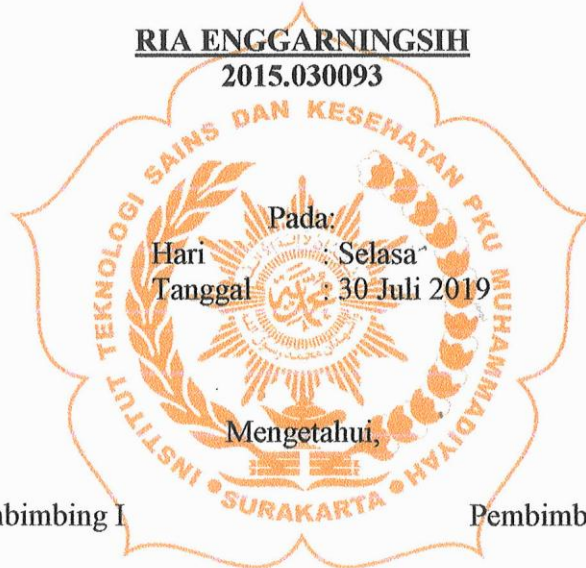 RIA ENGGARNINGSIH
2015.030093
INSTITUT TEKNOLOGI SAINS DAN KESEHATAN PKU MUHAMMADIYAH
SURAKARTA
Pada:
Hari : Selasa
Tanggal : 30 Juli 2019
Mengetahui,
nbimbing I Pembimb